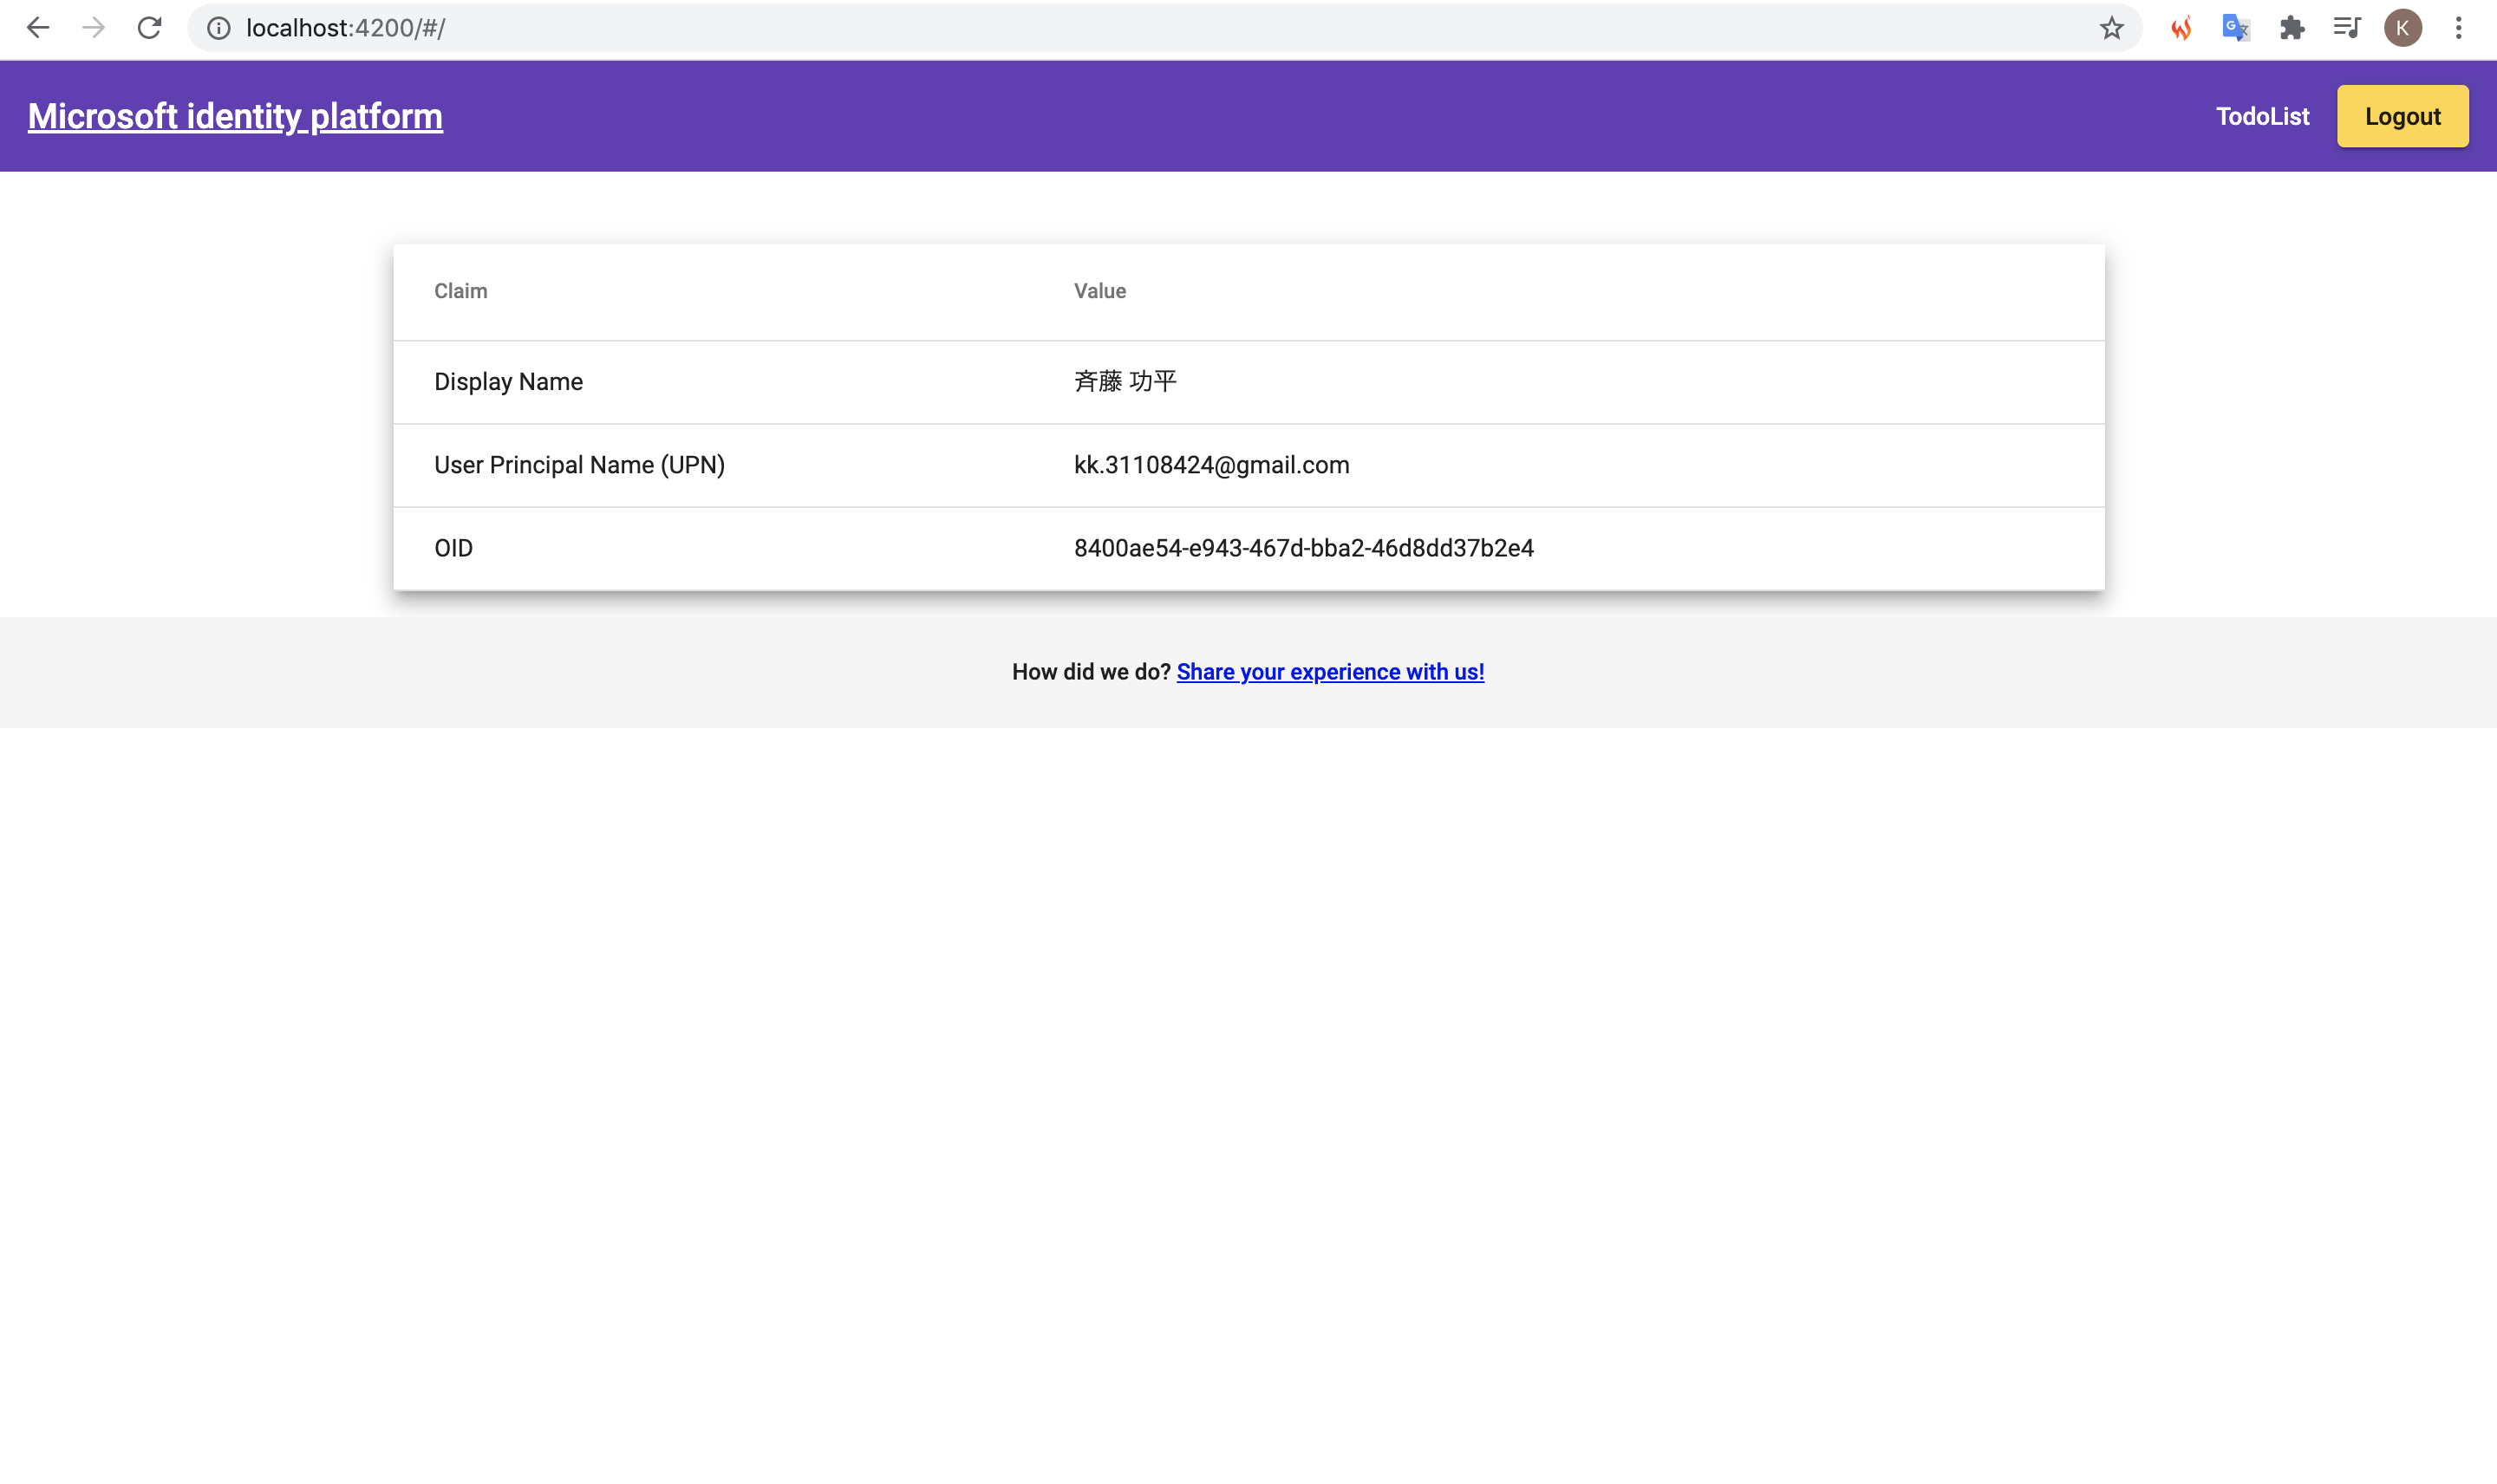 localhost:4200/#/
K
Microsoft identity platform
TodoList
Logout
Claim Value
Display Name 斉藤 功平
User Principal Name (UPN) kk.31108424@gmail.com
OID 8400ae54-e943-467d-bba2-46d8dd37b2e4
How did we do? Share your experience with us!